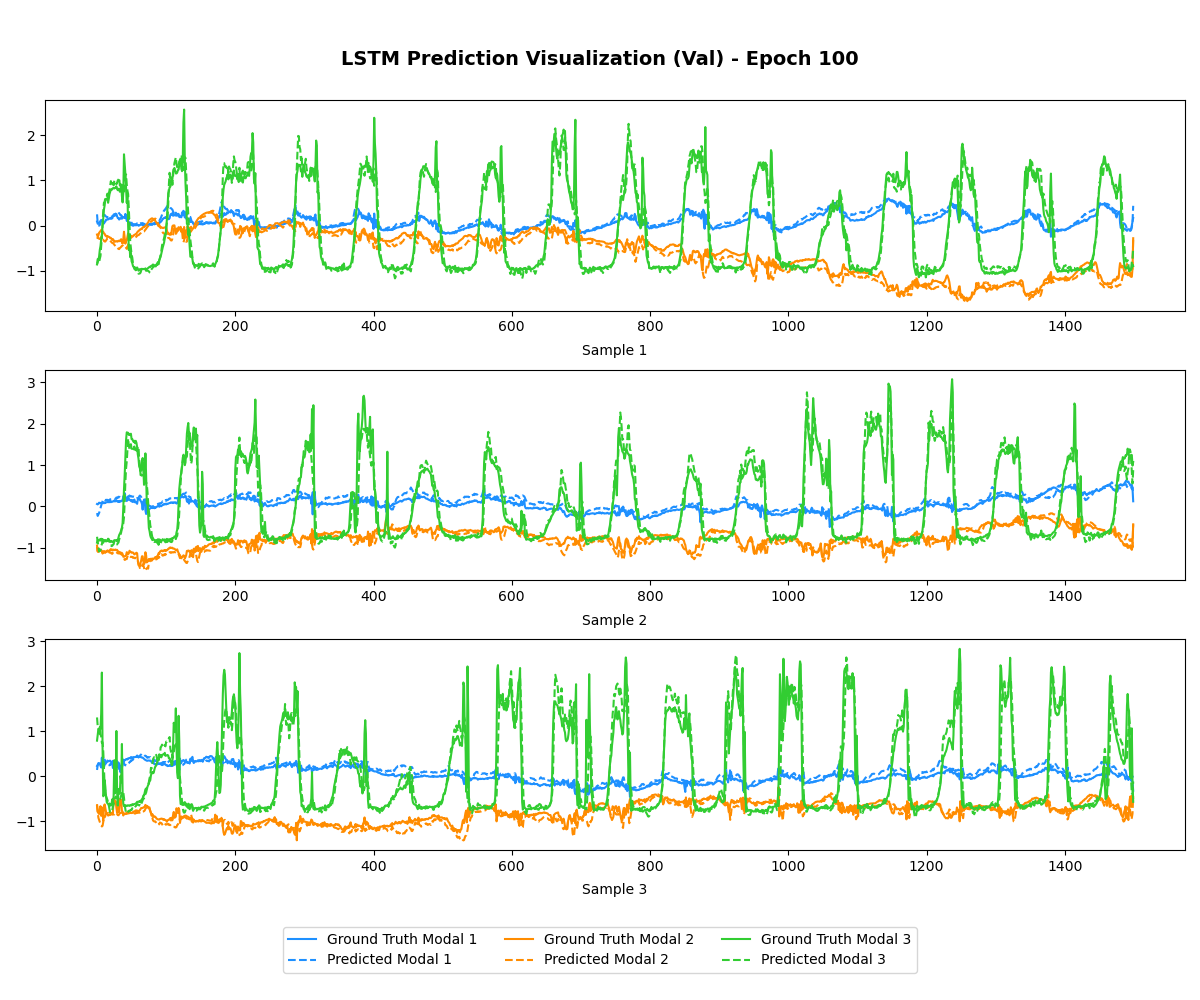 LSTM Prediction Visualization (Val) - Epoch 100
2
1
0
−1
0 200 400 600 800 1000 1200 1400
Sample 1
3
2
1
0
−1
0 200 400 600 800 1000 1200 1400
Sample 2
3
2
1
0
−1
0 200 400 600 800 1000 1200 1400
Sample 3
Ground Truth Modal 1 Ground Truth Modal 2 Ground Truth Modal 3
Predicted Modal 1 Predicted Modal 2 Predicted Modal 3